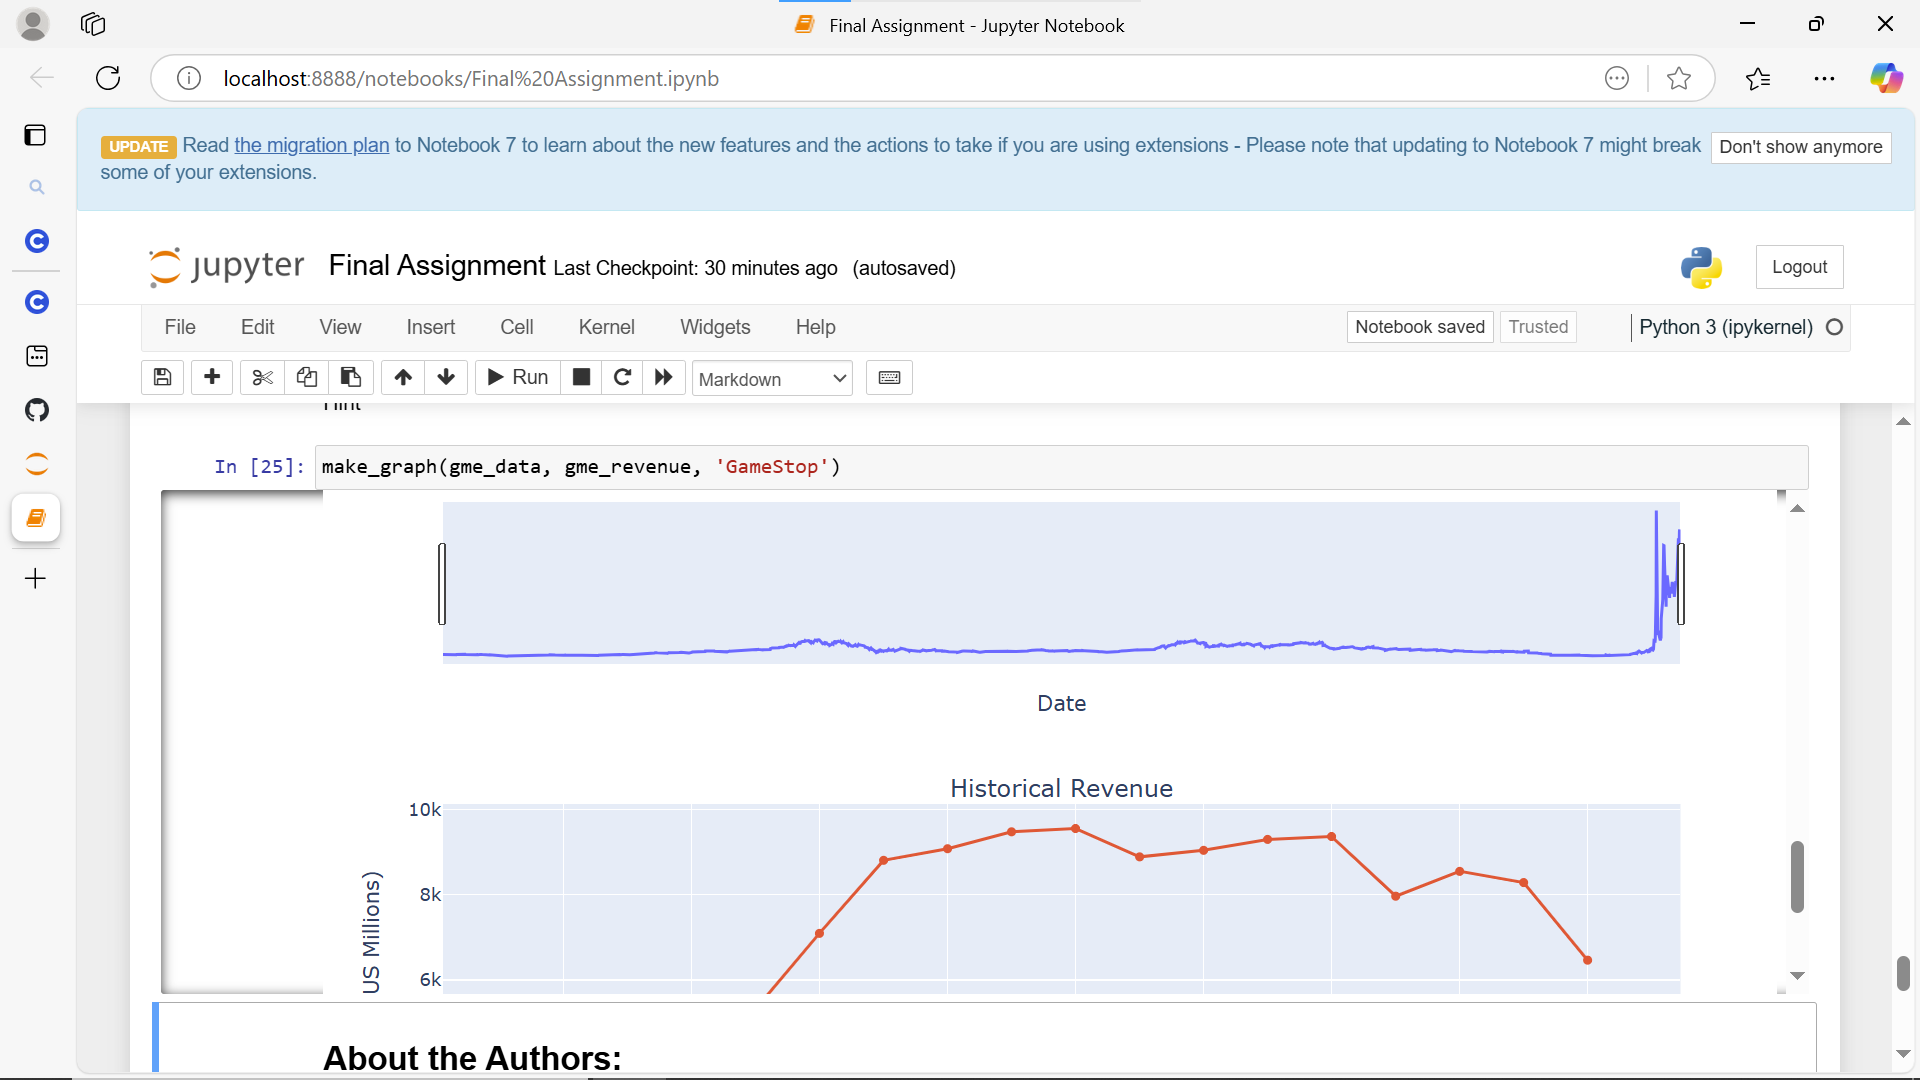 Final Assignment - Jupyter Notebook
localhost:8888/notebooks/Final%20Assignment.ipynb
UPDATE Read the migration plan to Notebook 7 to learn about the new features and the actions to take if you are using extensions - Please note that updating to Notebook 7 might break
some of your extensions.
Don't show anymore
jupyter Final Assignment Last Checkpoint: 30 minutes ago (autosaved)
Logout
File Edit View Insert Cell Kernel Widgets Help
Notebook saved Trusted Python 3 (ipykernel)
Run Markdown
Hint
In [25]: make_graph(gme_data, gme_revenue, 'GameStop')
Date
Historical Revenue
10k
8k
6k
US Millions)
About the Authors: